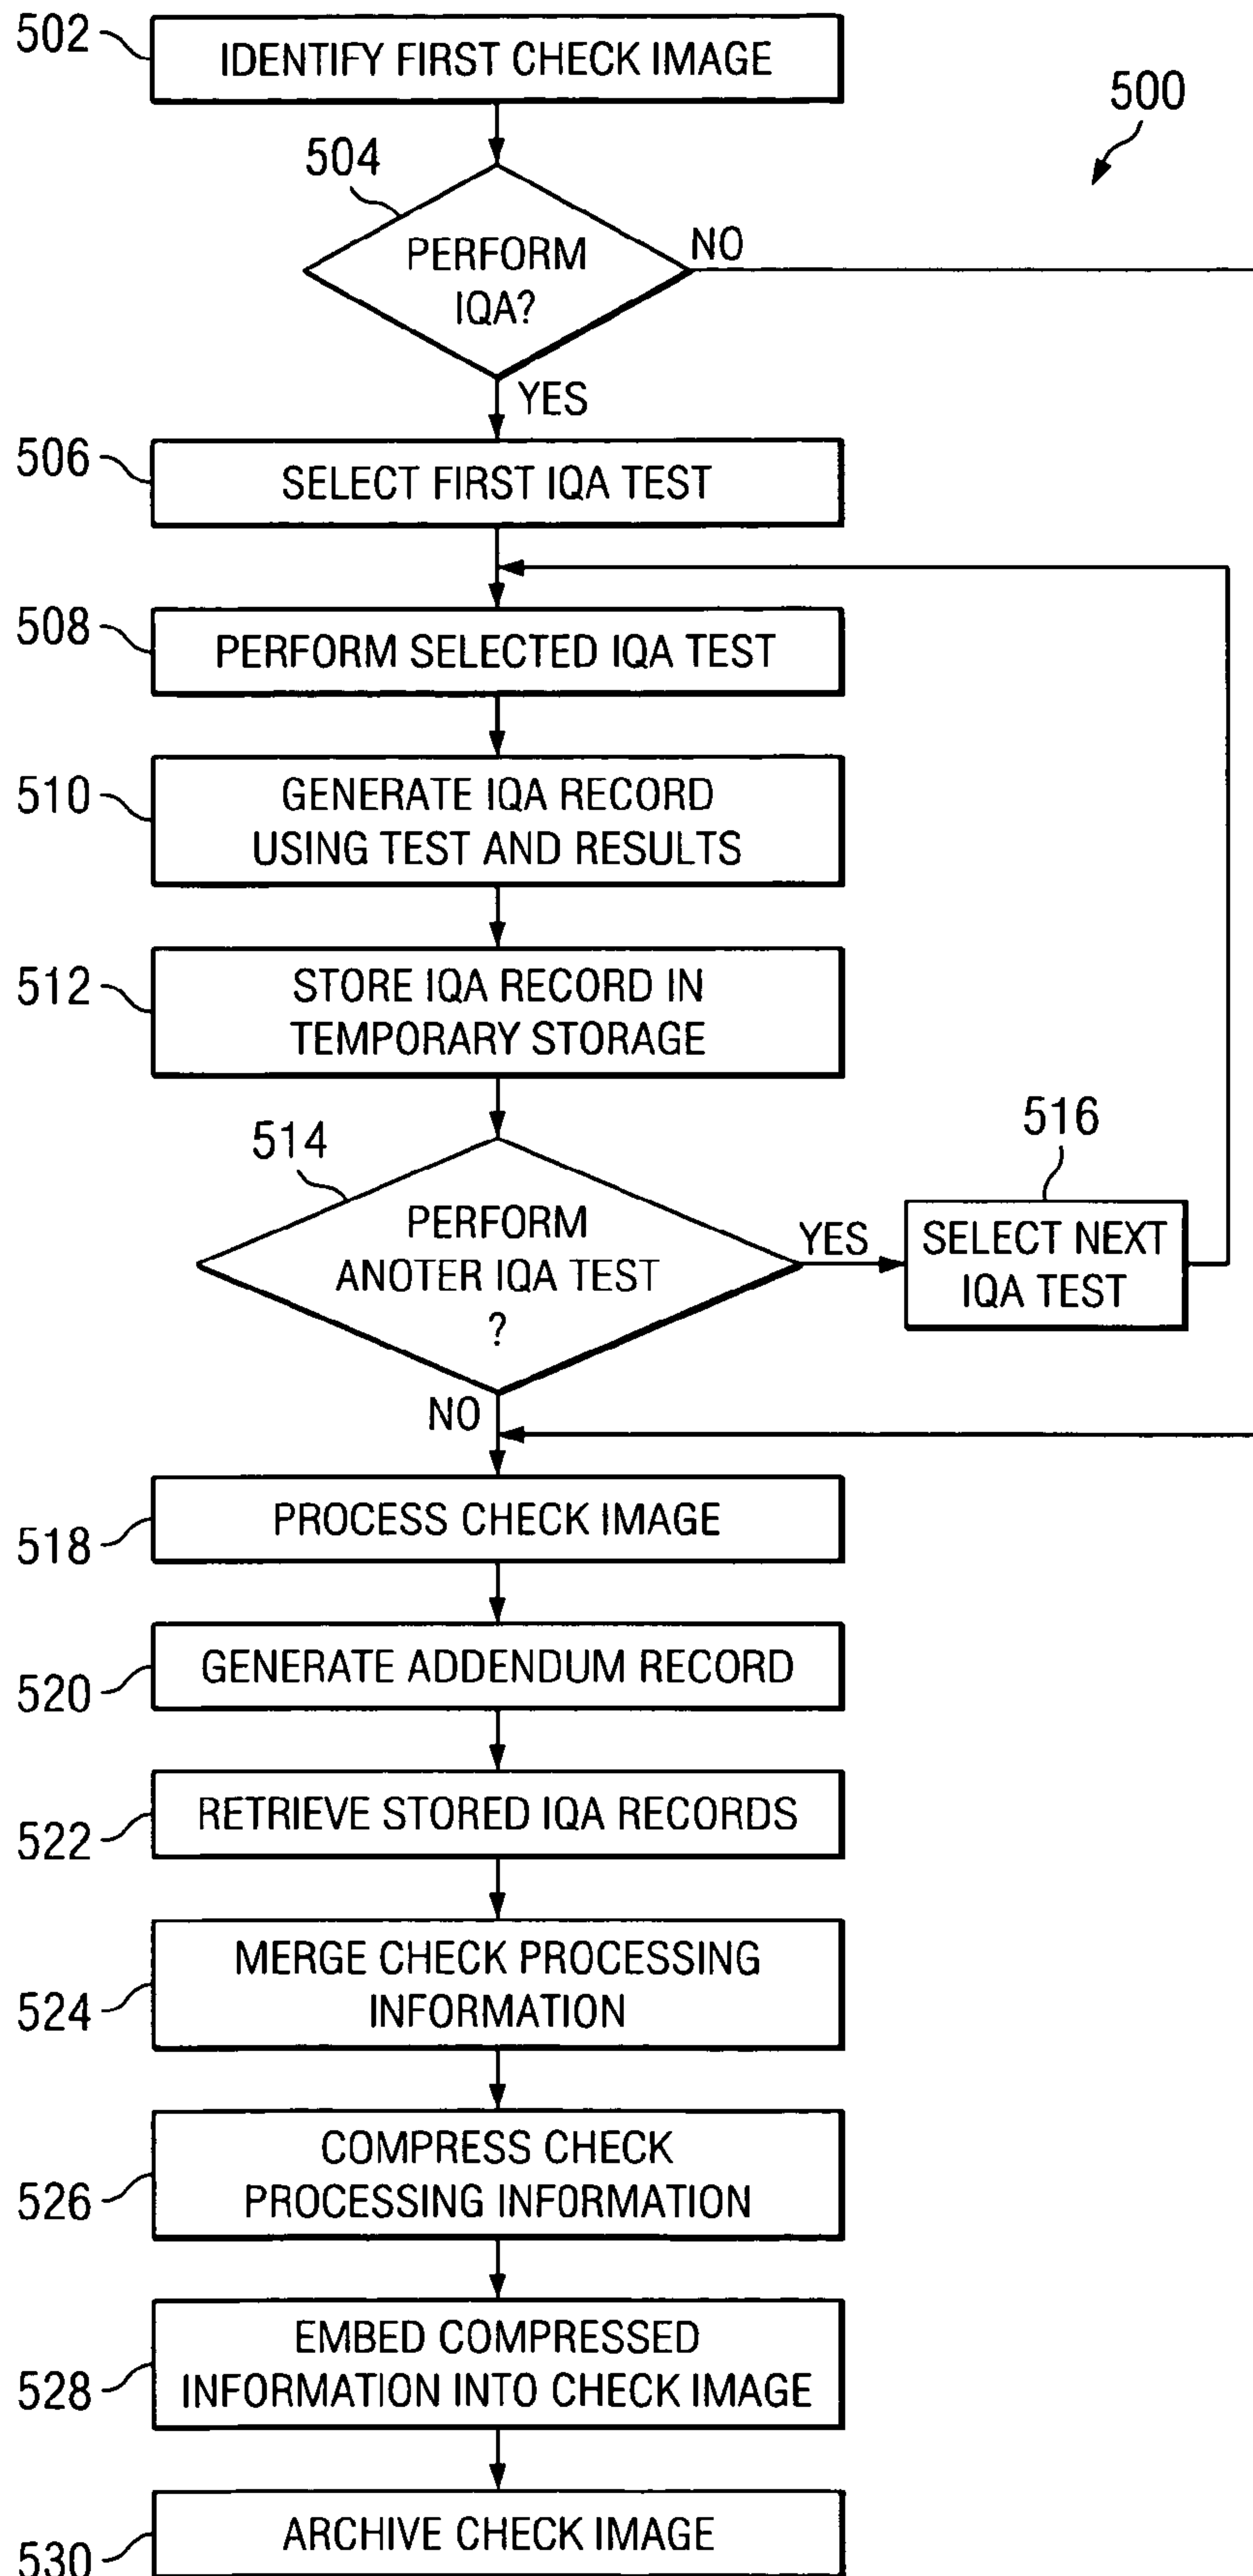 502
IDENTIFY FIRST CHECK IMAGE
500
504
PERFORM
IQA?
NO
YES
506
SELECT FIRST IQA TEST
508
PERFORM SELECTED IQA TEST
510
GENERATE IQA RECORD
USING TEST AND RESULTS
512
STORE IQA RECORD IN
TEMPORARY STORAGE
514
PERFORM
ANOTER IQA TEST
?
YES
516
SELECT NEXT
IQA TEST
NO
518
PROCESS CHECK IMAGE
520
GENERATE ADDENDUM RECORD
522
RETRIEVE STORED IQA RECORDS
524
MERGE CHECK PROCESSING
INFORMATION
526
COMPRESS CHECK
PROCESSING INFORMATION
528
EMBED COMPRESSED
INFORMATION INTO CHECK IMAGE
530
ARCHIVE CHECK IMAGE